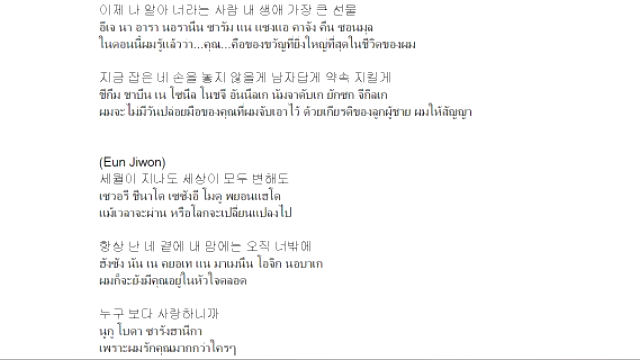 이제 나 알아 너라는 사람 내 생애 가장 큰 선물
อีเจ นา อารา นอรานึน ซารัม แน แซงแอ คาจัง คึน ซอนมุล
ในตอนนี้ผมรู้แล้วว่า...คุณ...คือของขวัญที่ยิ่งใหญ่ที่สุดในชีวิตของผม
지금 잡은 네 손을 놓지 않을게 남자답게 약속 지킬게
ชีกึม ชาบึน เน โซนึล โนขจี อันนึลเก นัมจาดับเก ยักซก จีกิลเก
ผมจะไม่มีวันปล่อยมือของคุณที่ผมจับเอาไว้ ด้วยเกียรติของลูกผู้ชาย ผมให้สัญญา
(Eun Jiwon)
세월이 지나도 세상이 모두 변해도
เซวอรี ชีนาโด เซซังอี โมดู พยอนแฮโด
แม้เวลาจะผ่าน หรือโลกจะเปลี่ยนแปลงไป
항상 난 네 곁에 내 맘에는 오직 너밖에
ฮังซัง นัน เน คยอเท แน มาเมนึน โอจิก นอบาเก
ผมก็จะยังมีคุณอยู่ในหัวใจตลอด
누구 보다 사랑하니까
นูกู โบดา ซารังฮานีกา
เพราะผมรักคุณมากกว่าใครๆ